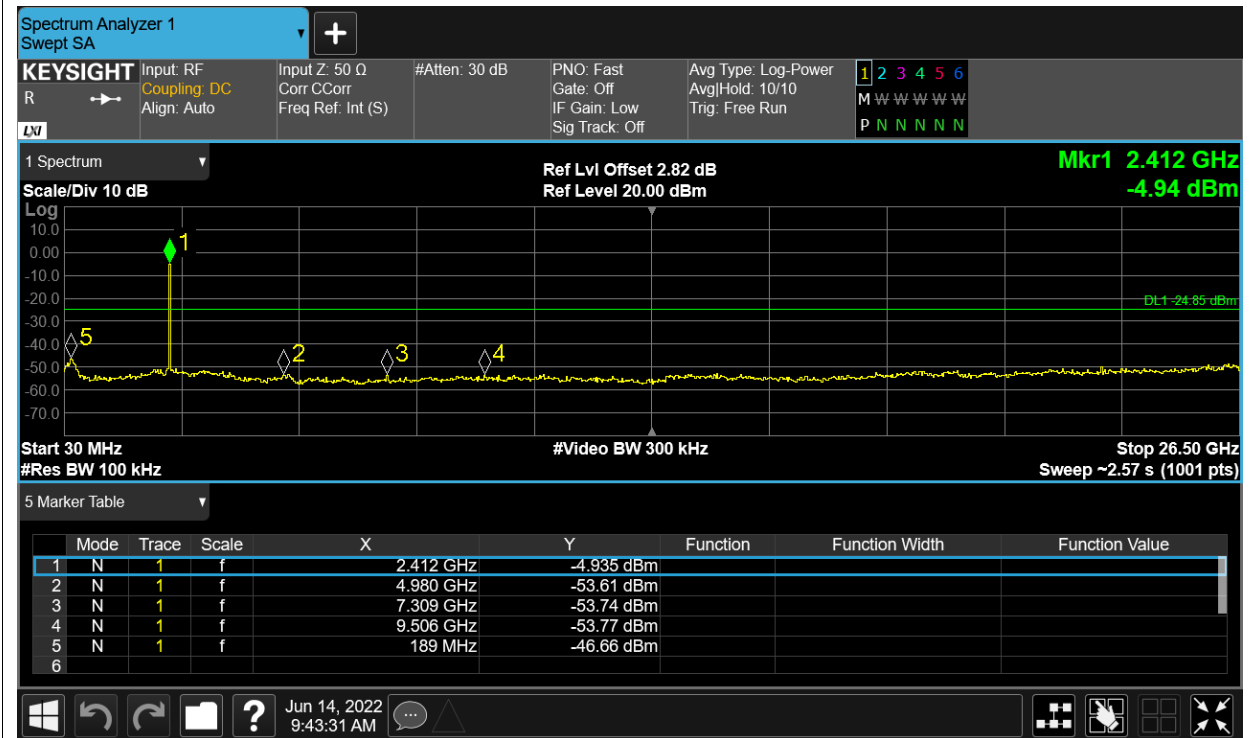 Spectrum Analyzer 1
Swept SA
KEYSIGHT
R
LXI
Input: RF
Coupling: DC
Align: Auto
Input Z: 50 Ω
Corr CCorr
Freq Ref: Int (S)
#Atten: 30 dB
PNO: Fast
Gate: Off
IF Gain: Low
Sig Track: Off
Avg Type: Log-Power
Avg|Hold: 10/10
Trig: Free Run
1 2 3 4 5 6
M W W W W W
P N N N N N
1 Spectrum
Scale/Div 10 dB
Ref Lvl Offset 2.82 dB
Ref Level 20.00 dBm
Mkr1 2.412 GHz
-4.94 dBm
Log
10.0
0.00
-10.0
-20.0
-30.0
-40.0
-50.0
-60.0
-70.0
1
DL1 -24.85 dBm
5
2
3
4
Start 30 MHz
#Video BW 300 kHz
Stop 26.50 GHz
#Res BW 100 kHz
Sweep ~2.57 s (1001 pts)
5 Marker Table
Mode Trace Scale X Y Function Function Width Function Value
1 N 1 f 2.412 GHz -4.935 dBm
2 N 1 f 4.980 GHz -53.61 dBm
3 N 1 f 7.309 GHz -53.74 dBm
4 N 1 f 9.506 GHz -53.77 dBm
5 N 1 f 189 MHz -46.66 dBm
6
?
Jun 14, 2022
9:43:31 AM